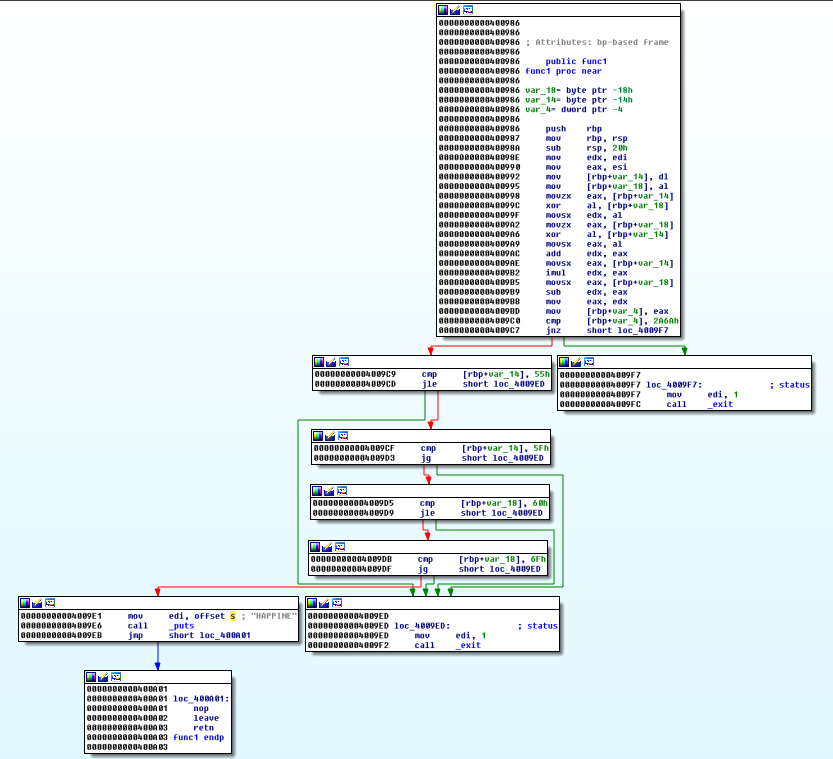 0000000000400986
0000000000400986
0000000000400986 ; Attributes: bp-based frame
0000000000400986
0000000000400986 public func1
0000000000400986 func1 proc near
0000000000400986
0000000000400986 var_18= byte ptr -18h
0000000000400986 var_14= byte ptr -14h
0000000000400986 var_4= dword ptr -4
0000000000400986
0000000000400986 push rbp
0000000000400987 mov rbp, rsp
000000000040098A sub rsp, 20h
000000000040098E mov edx, edi
0000000000400990 mov eax, esi
0000000000400992 mov [rbp+var_14], dl
0000000000400995 mov [rbp+var_18], al
0000000000400998 movzx eax, [rbp+var_14]
000000000040099C xor al, [rbp+var_18]
000000000040099F movsx edx, al
00000000004009A2 movzx eax, [rbp+var_18]
00000000004009A6 xor al, [rbp+var_14]
00000000004009A9 movsx eax, al
00000000004009AC add edx, eax
00000000004009AE movsx eax, [rbp+var_14]
00000000004009B2 imul edx, eax
00000000004009B5 movsx eax, [rbp+var_18]
00000000004009B9 sub edx, eax
00000000004009BB mov eax, edx
00000000004009BD mov [rbp+var_4], eax
00000000004009C0 cmp [rbp+var_4], 2A6Ah
00000000004009C7 jnz short loc_4009F7
00000000004009C9 cmp [rbp+var_14], 55h
00000000004009CD jle short loc_4009ED
00000000004009F7
00000000004009F7 loc_4009F7: ; status
00000000004009F7 mov edi, 1
00000000004009FC call _exit
00000000004009CF cmp [rbp+var_14], 5Fh
00000000004009D3 jg short loc_4009ED
00000000004009D5 cmp [rbp+var_18], 60h
00000000004009D9 jle short loc_4009ED
00000000004009DB cmp [rbp+var_18], 6Fh
00000000004009DF jg short loc_4009ED
00000000004009E1 mov edi, offset s ; "HAPPINE"
00000000004009E6 call _puts
00000000004009EB jmp short loc_400A01
00000000004009ED
00000000004009ED loc_4009ED: ; status
00000000004009ED mov edi, 1
00000000004009F2 call _exit
0000000000400A01
0000000000400A01 loc_400A01:
0000000000400A01 nop
0000000000400A02 leave
0000000000400A03 retn
0000000000400A03 func1 endp
0000000000400A03